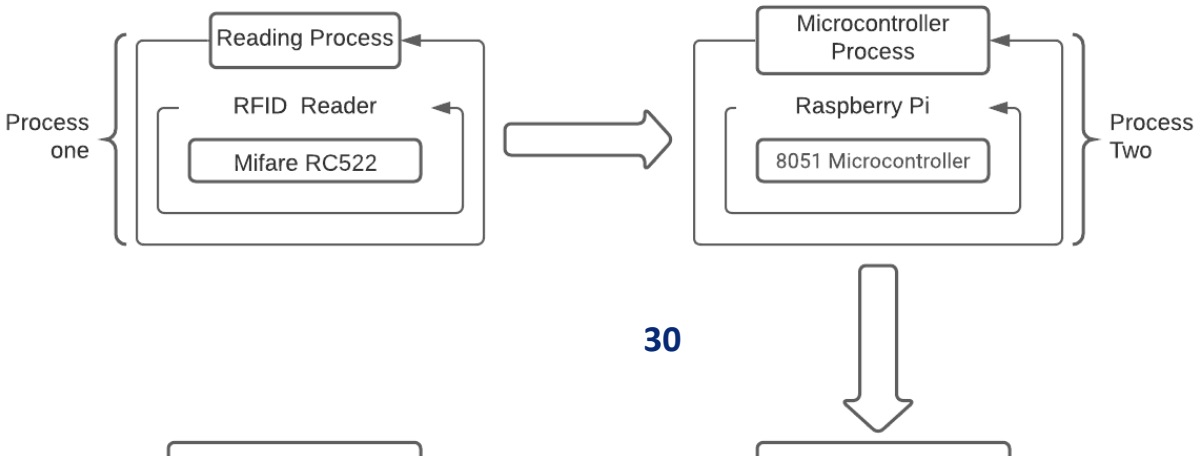 Reading Process
RFID  Reader
Mifare RC522
Process
one
Microcontroller
Process
Raspberry Pi
8051 Microcontroller
Process
Two
30